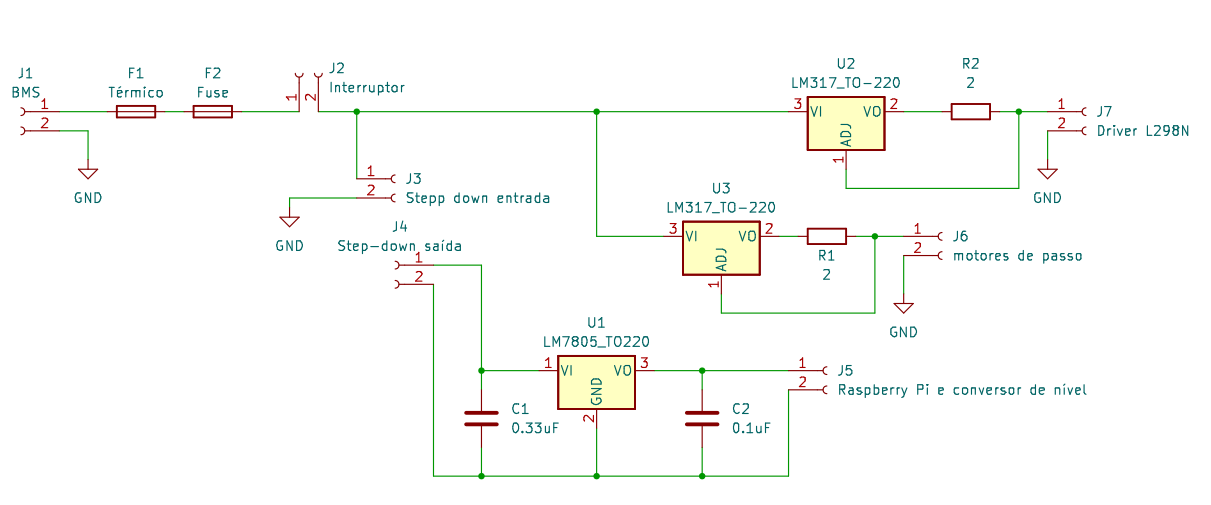 J1
BMS
1
2
GND
F1
Térmico
F2
Fuse
J2
Interruptor
1
2
1
J3
2
Stepp down entrada
GND
J4
Step-down saída
1
2
U2
LM317_TO-220
3
VI
VO
2
ADJ
1
R2
2
1
J7
2
Driver L298N
GND
U3
LM317_TO-220
3
VI
VO
2
ADJ
1
R1
2
1
J6
2
motores de passo
GND
U1
LM7805_TO220
1
VI
VO
3
GND
2
C1
0.33uF
C2
0.1uF
1
J5
2
Raspberry Pi e conversor de nível